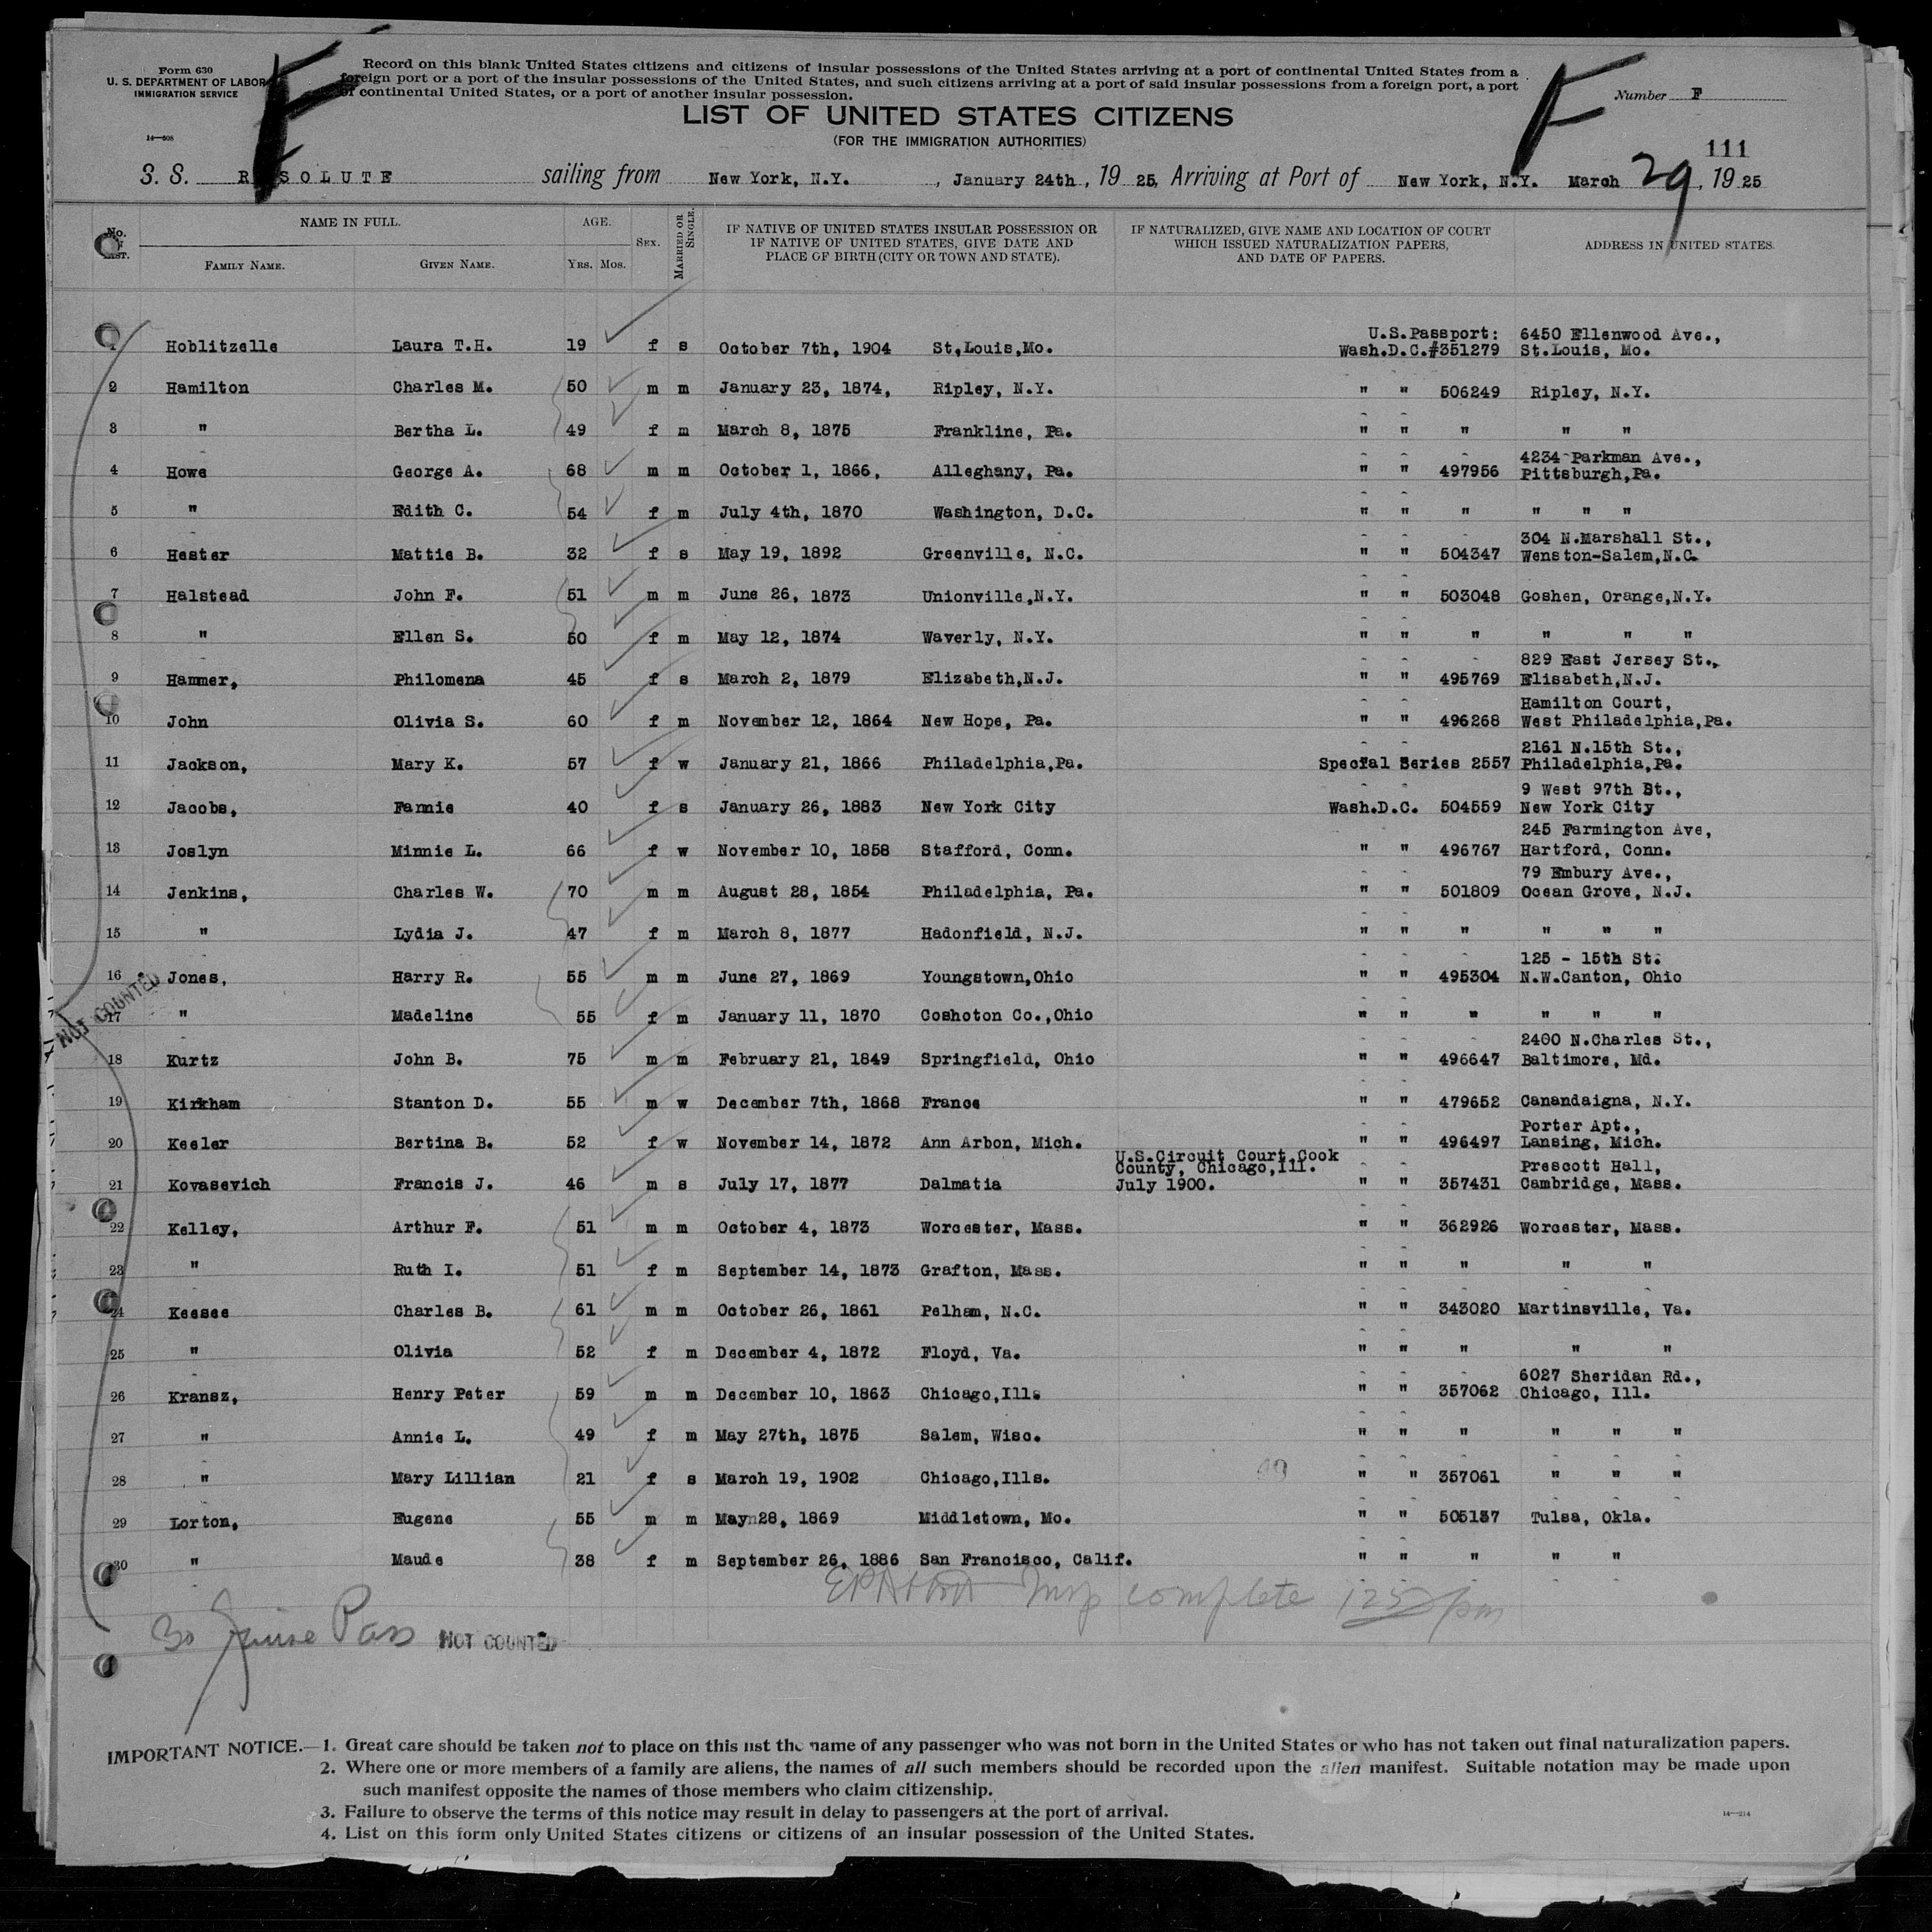 Form 630
U. S. DEPARTMENT OF LABOR
IMMIGRATION SERVICE
14—608
Record on this blank United States citizens and citizens of insular possessions of the United States arriving at a port of continental United States from a
foreign port or a port of the insular possessions of the United States, and such citizens arriving at a port of said insular possessions from a foreign port, a port
of continental United States, or a port of another insular possession.
F F
Number F
LIST OF UNITED STATES CITIZENS
(FOR THE IMMIGRATION AUTHORITIES)
111
S. S. RESOLUTE sailing from New York, N.Y. , January 24th, 19 25, Arriving at Port of New York, N.Y. March 29, 19 25
No. LIST. NAME IN FULL. FAMILY NAME. GIVEN NAME. AGE. YRS. MOS. SEX. MARRIED OR SINGLE. IF NATIVE OF UNITED STATES INSULAR POSSESSION OR IF NATIVE OF UNITED STATES, GIVE DATE AND PLACE OF BIRTH (CITY OR TOWN AND STATE). IF NATURALIZED, GIVE NAME AND LOCATION OF COURT WHICH ISSUED NATURALIZATION PAPERS, AND DATE OF PAPERS. ADDRESS IN UNITED STATES.
U.S.Passport: 6450 Ellenwood Ave.,
1 Hoblitzelle Laura T.H. 19 f s October 7th, 1904 St,Louis,Mo. Wash.D.C.#351279 St.Louis, Mo.
2 Hamilton Charles M. 50 m m January 23, 1874, Ripley, N.Y. " " 506249 Ripley, N.Y.
3 " Bertha L. 49 f m March 8, 1875 Frankline, Pa. " " " " "
4234 Parkman Ave.,
4 Howe George A. 68 m m October 1, 1866, Alleghany, Pa. " " 497956 Pittsburgh,Pa.
5 " Edith C. 54 f m July 4th, 1870 Washington, D.C. " " " " " "
304 N.Marshall St.,
6 Hester Mattie B. 32 f s May 19, 1892 Greenville, N.C. " " 504347 Wenston-Salem,N.C.
7 Halstead John F. 51 m m June 26, 1873 Unionville,N.Y. " " 503048 Goshen, Orange,N.Y.
8 " Ellen S. 50 f m May 12, 1874 Waverly, N.Y. " " " " " "
829 East Jersey St.,
9 Hammer, Philomena 45 f s March 2, 1879 Elizabeth,N.J. " " 495769 Elisabeth,N.J.
Hamilton Court,
10 John Olivia S. 60 f m November 12, 1864 New Hope, Pa. " " 496268 West Philadelphia,Pa.
2161 N.15th St.,
11 Jackson, Mary K. 57 f w January 21, 1866 Philadelphia,Pa. Special Series 2557 Philadelphia,Pa.
9 West 97th St.,
12 Jacobs, Fannie 40 f s January 26, 1883 New York City Wash.D.C. 504559 New York City
245 Farmington Ave,
13 Joslyn Minnie L. 66 f w November 10, 1858 Stafford, Conn. " " 496767 Hartford, Conn.
79 Embury Ave.,
14 Jenkins, Charles W. 70 m m August 28, 1854 Philadelphia, Pa. " " 501809 Ocean Grove, N.J.
15 " Lydia J. 47 f m March 8, 1877 Hadonfield, N.J. " " " " " "
125 - 15th St.
16 Jones, Harry R. 55 m m June 27, 1869 Youngstown,Ohio " " 495304 N.W.Canton, Ohio
NOT COUNTED
17 " Madeline 55 f m January 11, 1870 Coshoton Co.,Ohio " " " " " "
2400 N.Charles St.,
18 Kurtz John B. 75 m m February 21, 1849 Springfield, Ohio " " 496647 Baltimore, Md.
19 Kirkham Stanton D. 55 m w December 7th, 1868 France " " 479652 Canandaigna, N.Y.
Porter Apt.,
20 Keeler Bertina B. 52 f w November 14, 1872 Ann Arbon, Mich. " " 496497 Lansing, Mich.
U.S.Circuit Court Cook
County, Chicago,Ill. Prescott Hall,
21 Kovasevich Francis J. 46 m s July 17, 1877 Dalmatia July 1900. " " 357431 Cambridge, Mass.
22 Kelley, Arthur F. 51 m m October 4, 1873 Worcester, Mass. " " 362926 Worcester, Mass.
23 " Ruth I. 51 f m September 14, 1873 Grafton, Mass. " " " " "
24 Keesee Charles B. 61 m m October 26, 1861 Pelham, N.C. " " 343020 Martinsville, Va.
25 " Olivia 52 f m December 4, 1872 Floyd, Va. " " " " "
6027 Sheridan Rd.,
26 Kransz, Henry Peter 59 m m December 10, 1863 Chicago,Ills " " 357062 Chicago, Ill.
27 " Annie L. 49 f m May 27th, 1875 Salem, Wisc. " " " " " "
28 " Mary Lillian 21 f s March 19, 1902 Chicago,Ills. " " 357061 " " "
29 Lorton, Eugene 55 m m May 28, 1869 Middletown, Mo. " " 505137 Tulsa, Okla.
30 " Maude 38 f m September 26, 1886 San Francisco, Calif. " " " " "
Insp complete 125 pm
30 Cruise Pass NOT COUNTED
IMPORTANT NOTICE.—1. Great care should be taken not to place on this list the name of any passenger who was not born in the United States or who has not taken out final naturalization papers.
2. Where one or more members of a family are aliens, the names of all such members should be recorded upon the alien manifest. Suitable notation may be made upon
such manifest opposite the names of those members who claim citizenship.
3. Failure to observe the terms of this notice may result in delay to passengers at the port of arrival.
14—214
4. List on this form only United States citizens or citizens of an insular possession of the United States.